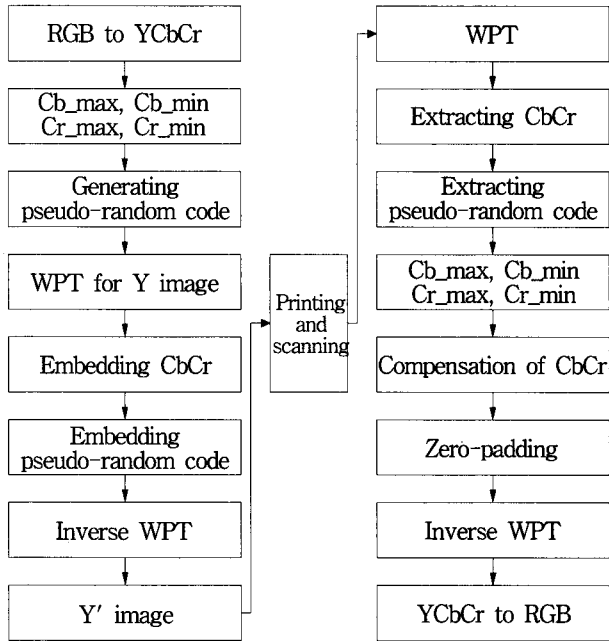 RGB to YCbCr
Cb_max, Cb_min
Cr_max, Cr_min
Generating
pseudo-random code
WPT for Y image
Embedding CbCr
Embedding
pseudo-random code
Inverse WPT
Y′ image
Printing
and
scanning
WPT
Extracting CbCr
Extracting
pseudo-random code
Cb_max, Cb_min
Cr_max, Cr_min
Compensation of CbCr
Zero-padding
Inverse WPT
YCbCr to RGB